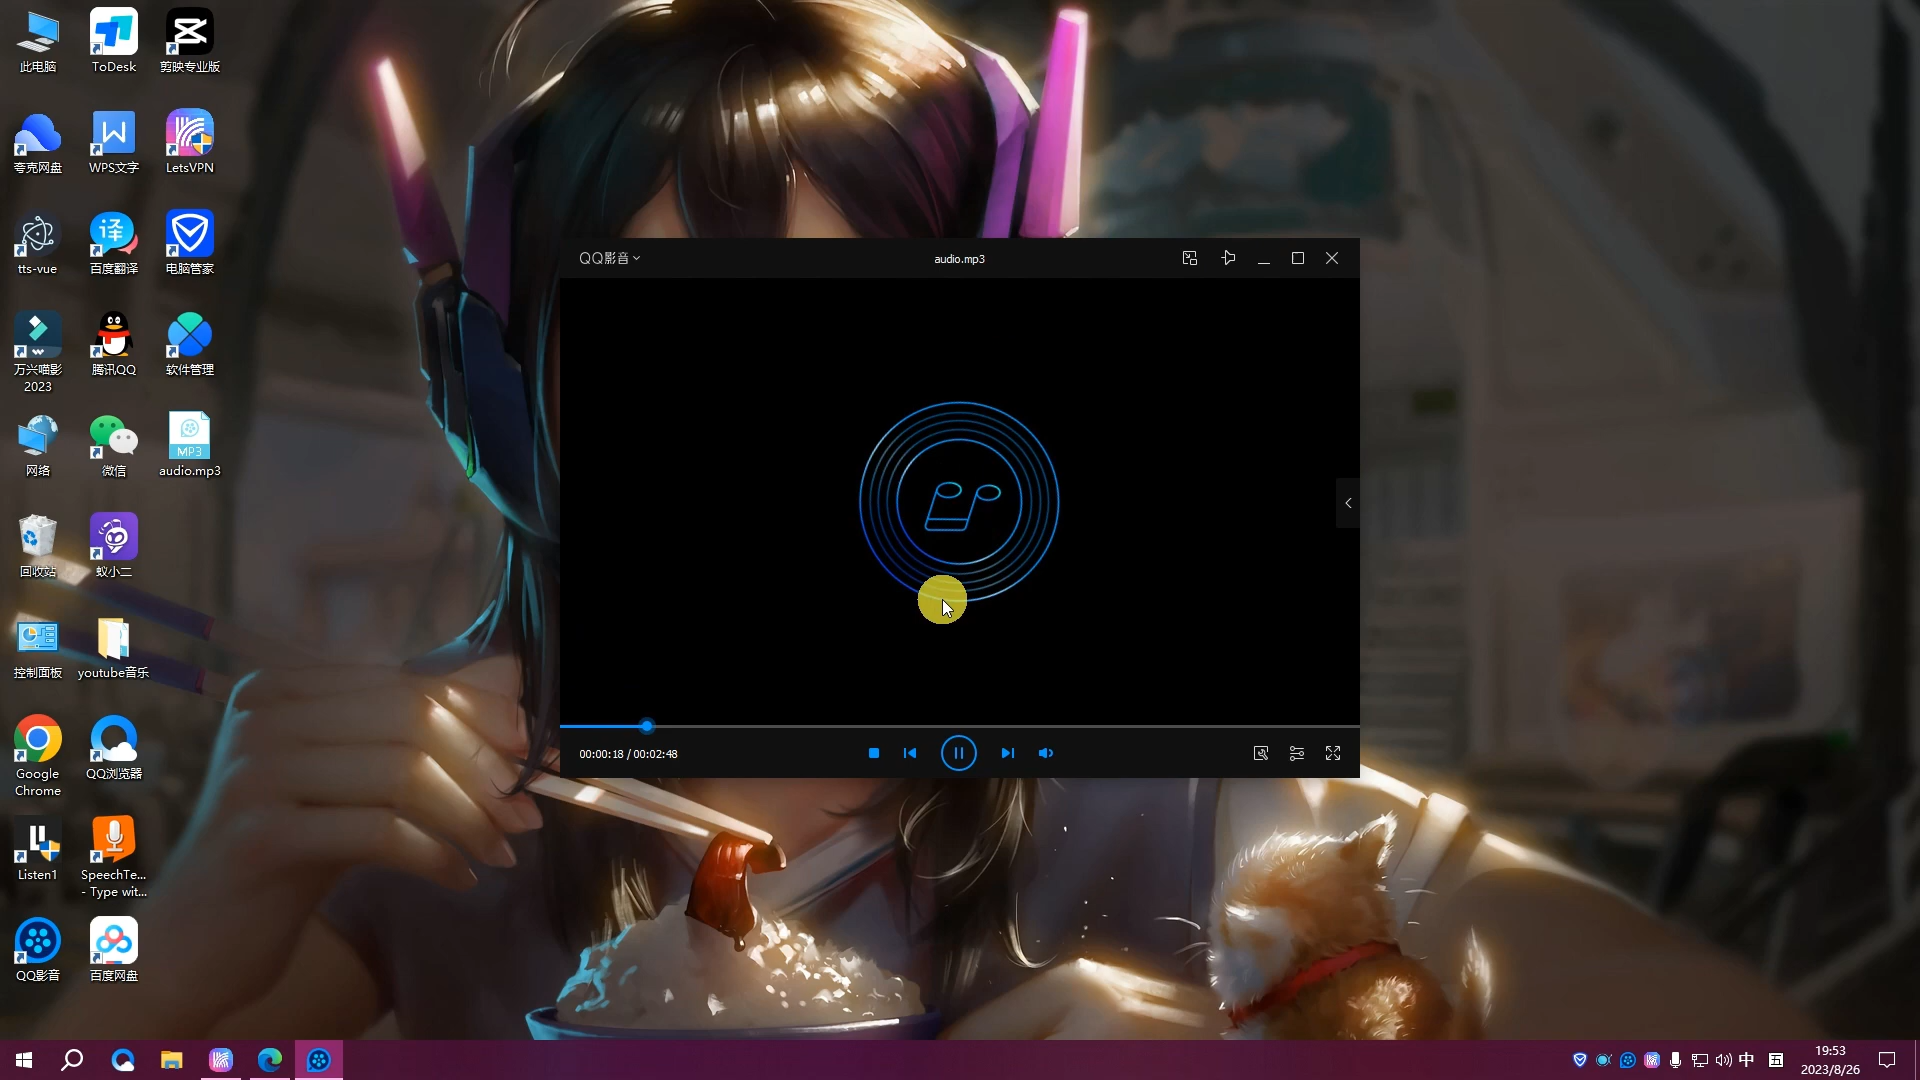 此电脑
ToDesk
剪映专业版
夸克网盘
W
WPS文字
LetsVPN
tts-vue
译
百度翻译
电脑管家
万兴喵影
2023
腾讯QQ
软件管理
网络
微信
MP3
audio.mp3
回收站
蚁小二
控制面板
youtube音乐
Google
Chrome
QQ浏览器
Listen1
SpeechTe...
- Type wit...
QQ影音
百度网盘
QQ影音
audio.mp3
00:00:18 / 00:02:48
中
五
19:53
2023/8/26